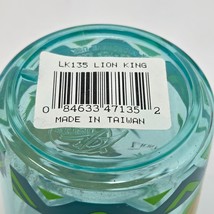 LK135 LION KING
0 84633 47135 2
MADE IN TAIWAN